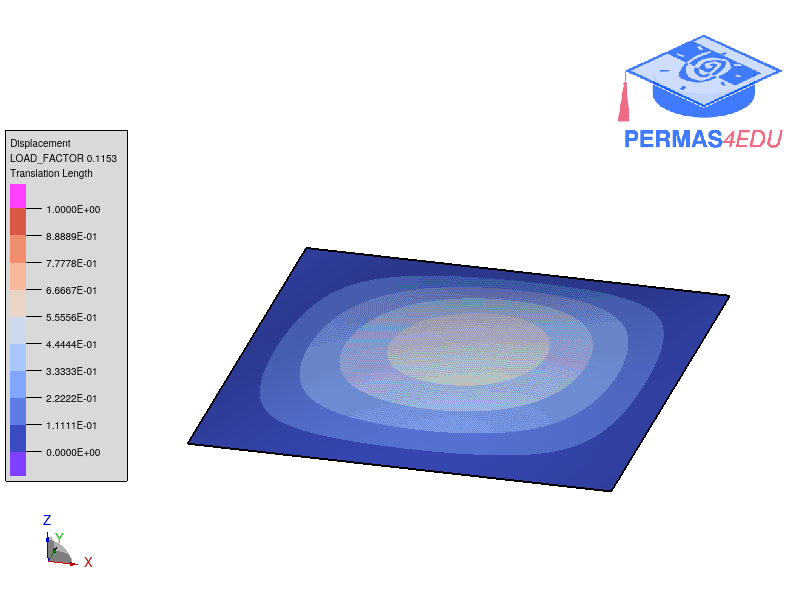 PERMAS4EDU
Displacement
LOAD_FACTOR 0.1153
Translation Length
1.0000E+00
8.8889E-01
7.7778E-01
6.6667E-01
5.5556E-01
4.4444E-01
3.3333E-01
2.2222E-01
1.1111E-01
0.0000E+00
Z
Y
X